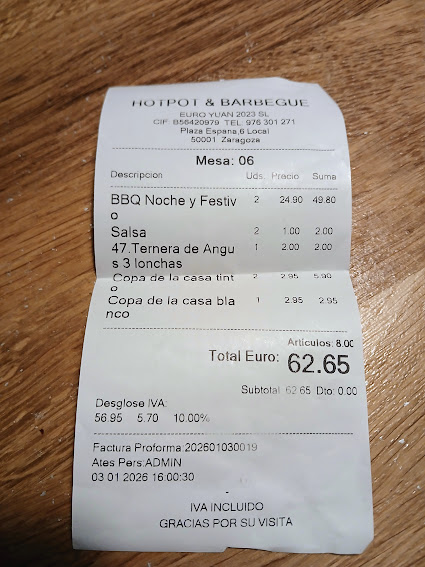 HOTPOT & BARBEGUE
EURO YUAN 2023 SL
CIF: B56420979 TEL: 976 301 271
Plaza Espana,6 Local
50001 Zaragoza
Mesa: 06
Descripcion Uds. Precio Suma
BBQ Noche y Festiv 2 24.90 49.80
o
Salsa 2 1.00 2.00
47.Ternera de Angu 1 2.00 2.00
s 3 lonchas
Copa de la casa tint 2 2.95 5.90
o
Copa de la casa bla 1 2.95 2.95
nco
Articulos: 8.00
Total Euro: 62.65
Subtotal: 62.65 Dto: 0.00
Desglose IVA:
56.95 5.70 10.00%
Factura Proforma:202601030019
Ates Pers:ADMIN
03 01 2026 16:00:30
IVA INCLUIDO
GRACIAS POR SU VISITA